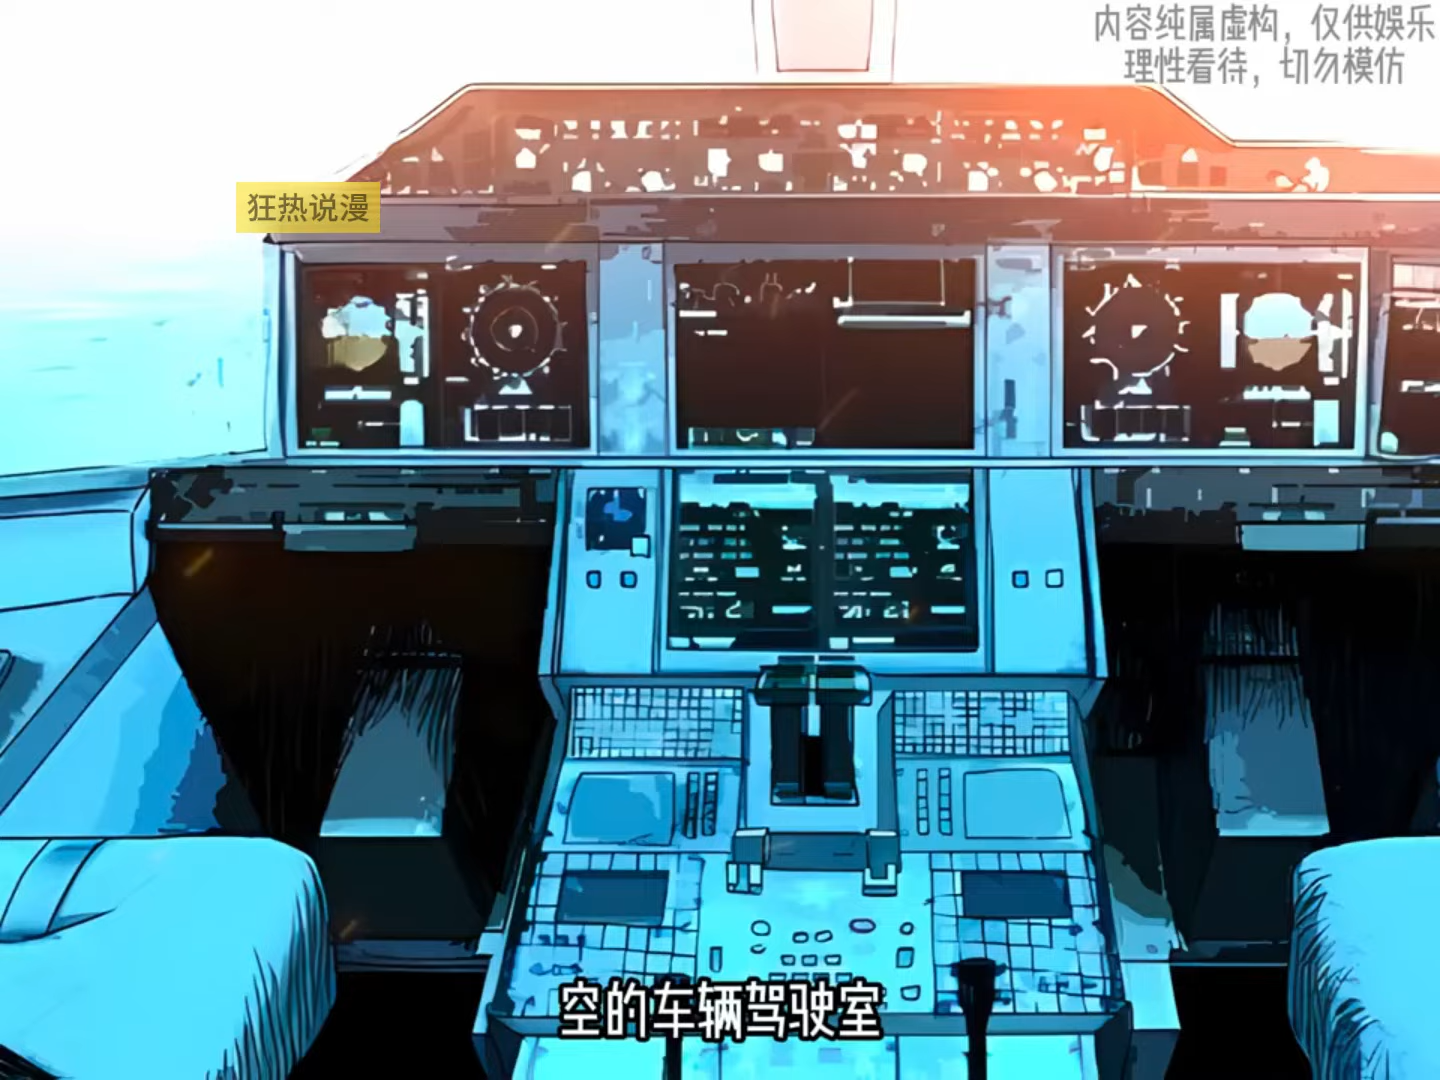 内容纯属虚构，仅供娱乐
理性看待，切勿模仿
狂热说漫
空的车辆驾驶室